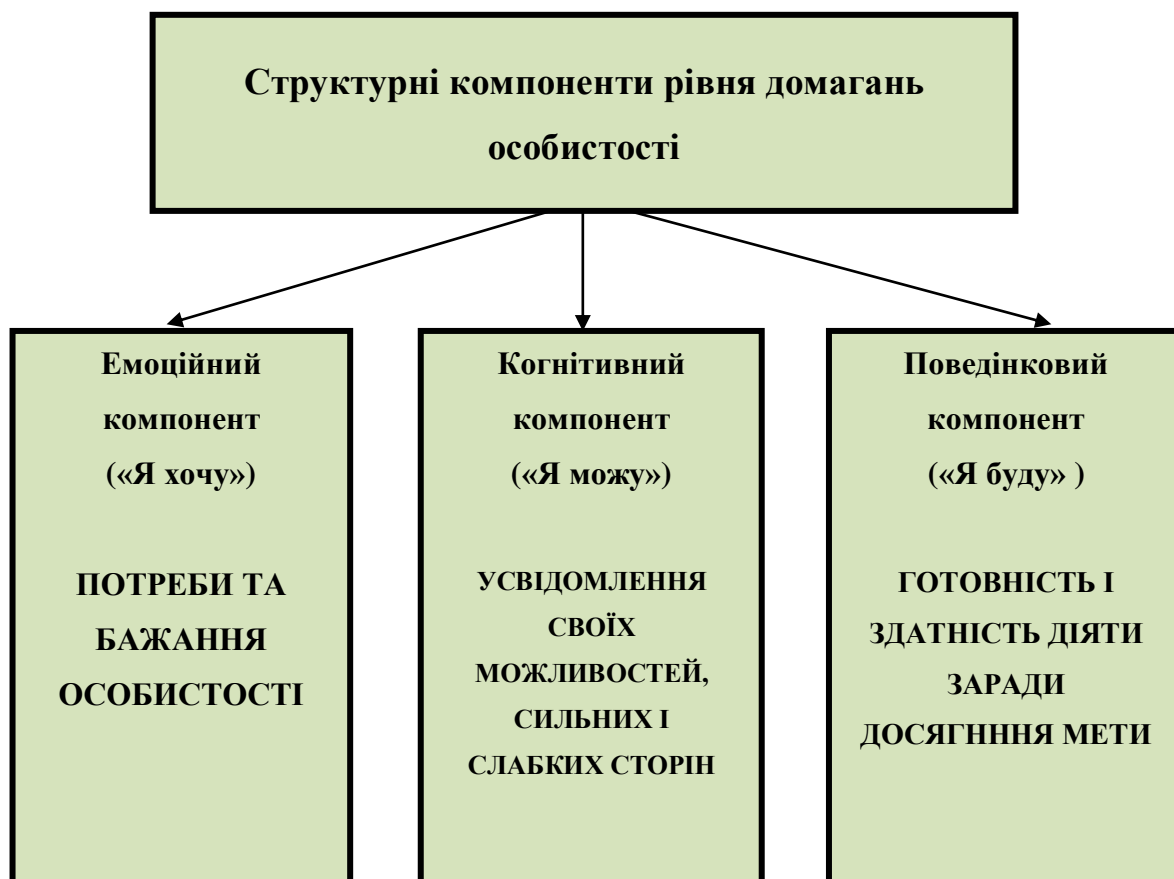 Структурні компоненти рівня домагань
особистості
Емоційний
компонент
(«Я хочу»)
ПОТРЕБИ ТА
БАЖАННЯ
ОСОБИСТОСТІ
Когнітивний
компонент
(«Я можу»)
УСВІДОМЛЕННЯ
СВОЇХ
МОЖЛИВОСТЕЙ,
СИЛЬНИХ І
СЛАБКИХ СТОРІН
Поведінковий
компонент
(«Я буду» )
ГОТОВНІСТЬ І
ЗДАТНІСТЬ ДІЯТИ
ЗАРАДИ
ДОСЯГНННЯ МЕТИ